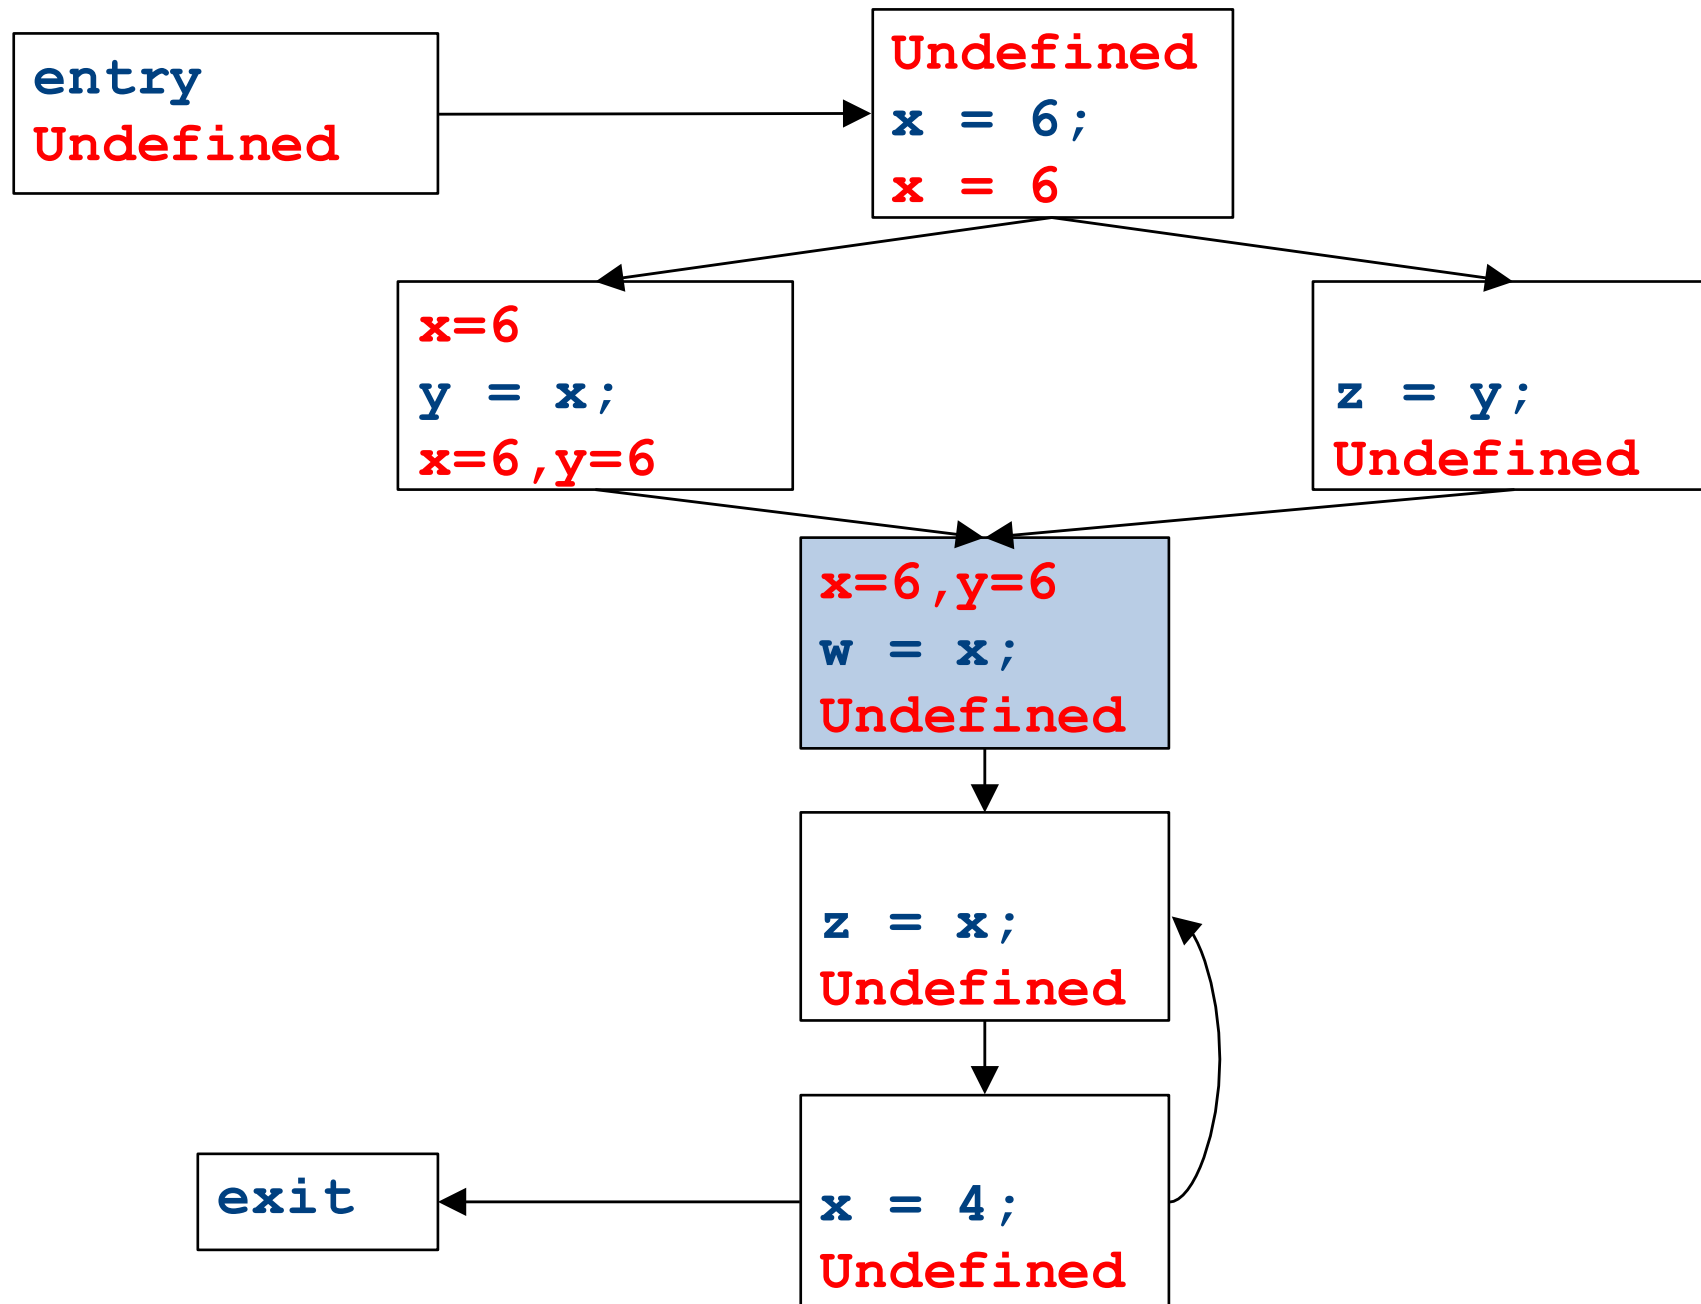 entry
Undefined
Undefined
x = 6;
x = 6
x=6
y = x;
x=6,y=6
z = y;
Undefined
x=6,y=6
w = x;
Undefined
z = x;
Undefined
exit
x = 4;
Undefined